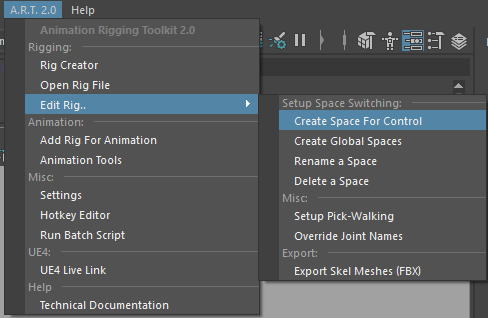 A.R.T. 2.0 Help
Animation Rigging Toolkit 2.0
Rigging:
Rig Creator
Open Rig File
Edit Rig..
Animation:
Add Rig For Animation
Animation Tools
Misc:
Settings
Hotkey Editor
Run Batch Script
UE4:
UE4 Live Link
Help
Technical Documentation
Setup Space Switching:
Create Space For Control
Create Global Spaces
Rename a Space
Delete a Space
Misc:
Setup Pick-Walking
Override Joint Names
Export:
Export Skel Meshes (FBX)